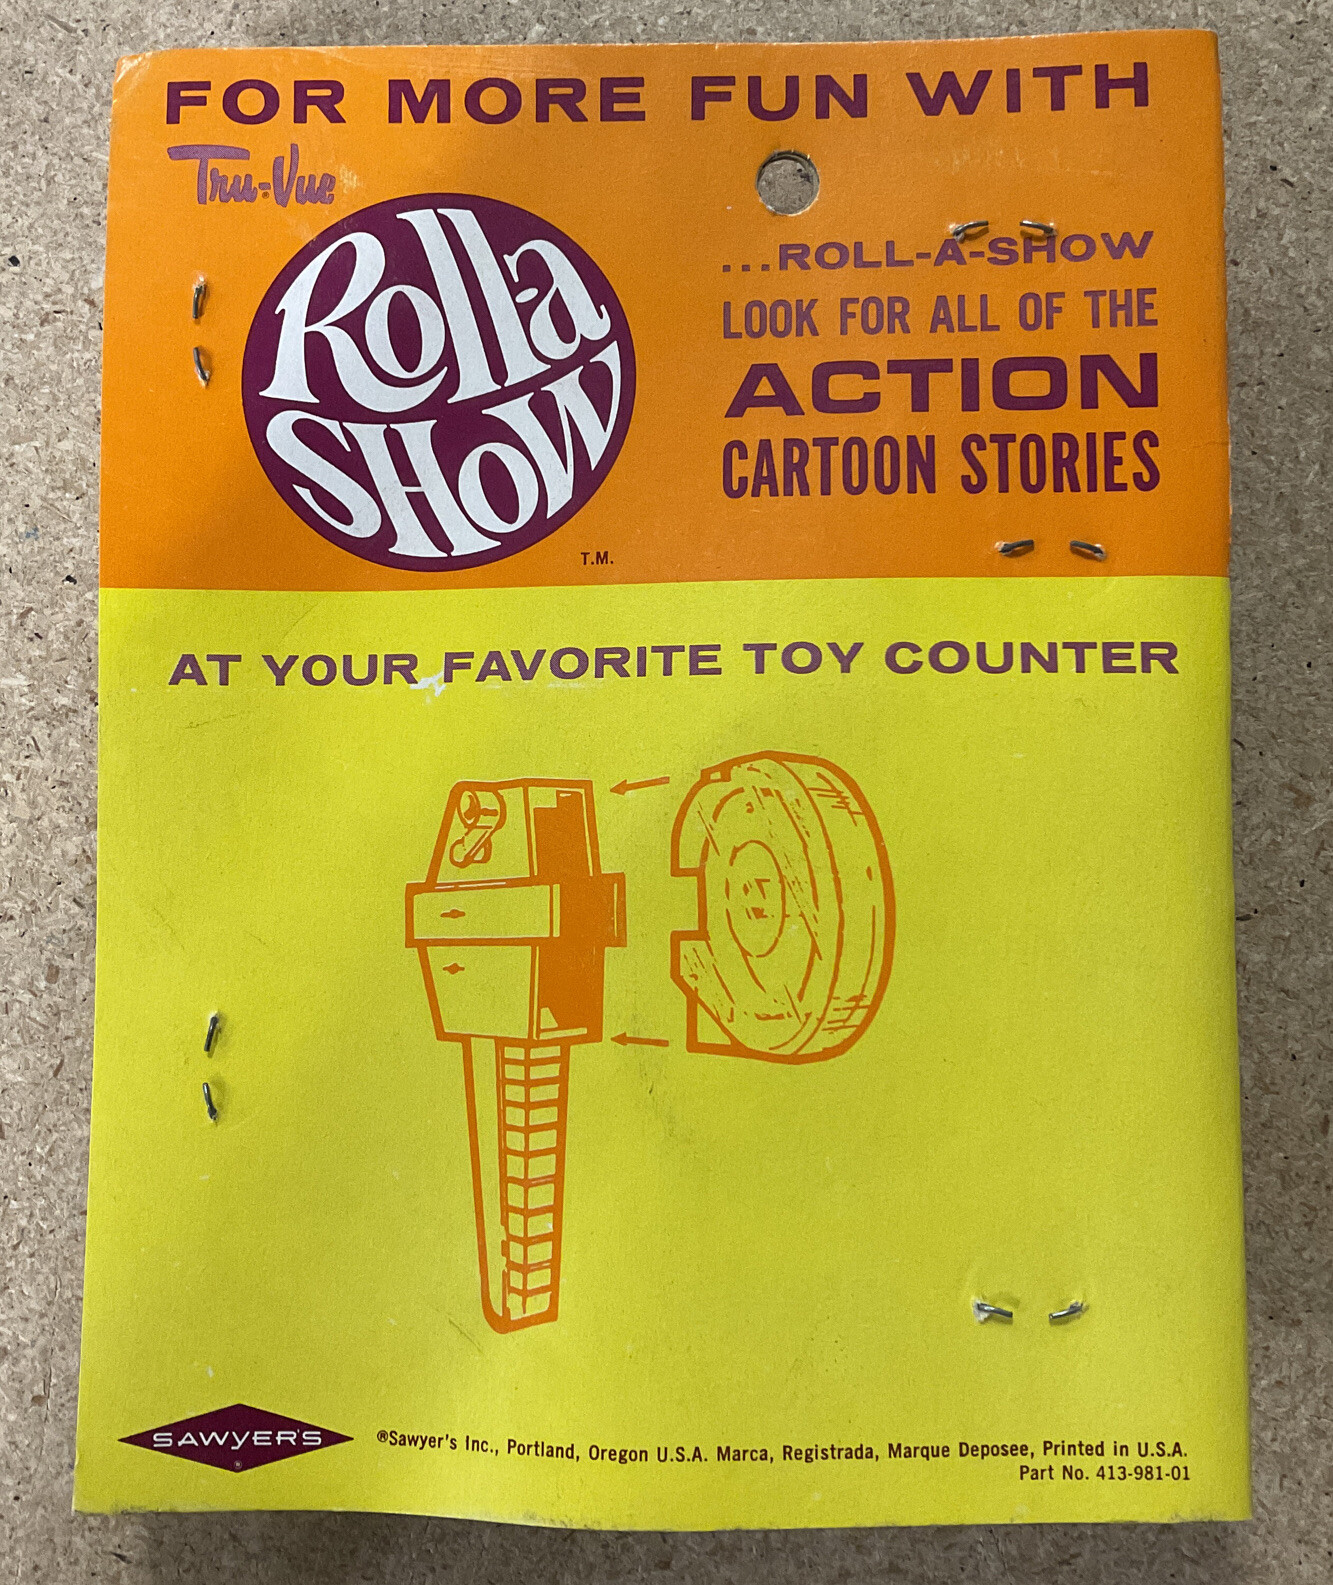 FOR MORE FUN WITH
Tru-Vue
Roll-a
SHOW
T.M.
...ROLL-A-SHOW
LOOK FOR ALL OF THE
ACTION
CARTOON STORIES
AT YOUR FAVORITE TOY COUNTER
SAWYER'S
®
®Sawyer's Inc., Portland, Oregon U.S.A. Marca, Registrada, Marque Deposee, Printed in U.S.A.
Part No. 413-981-01